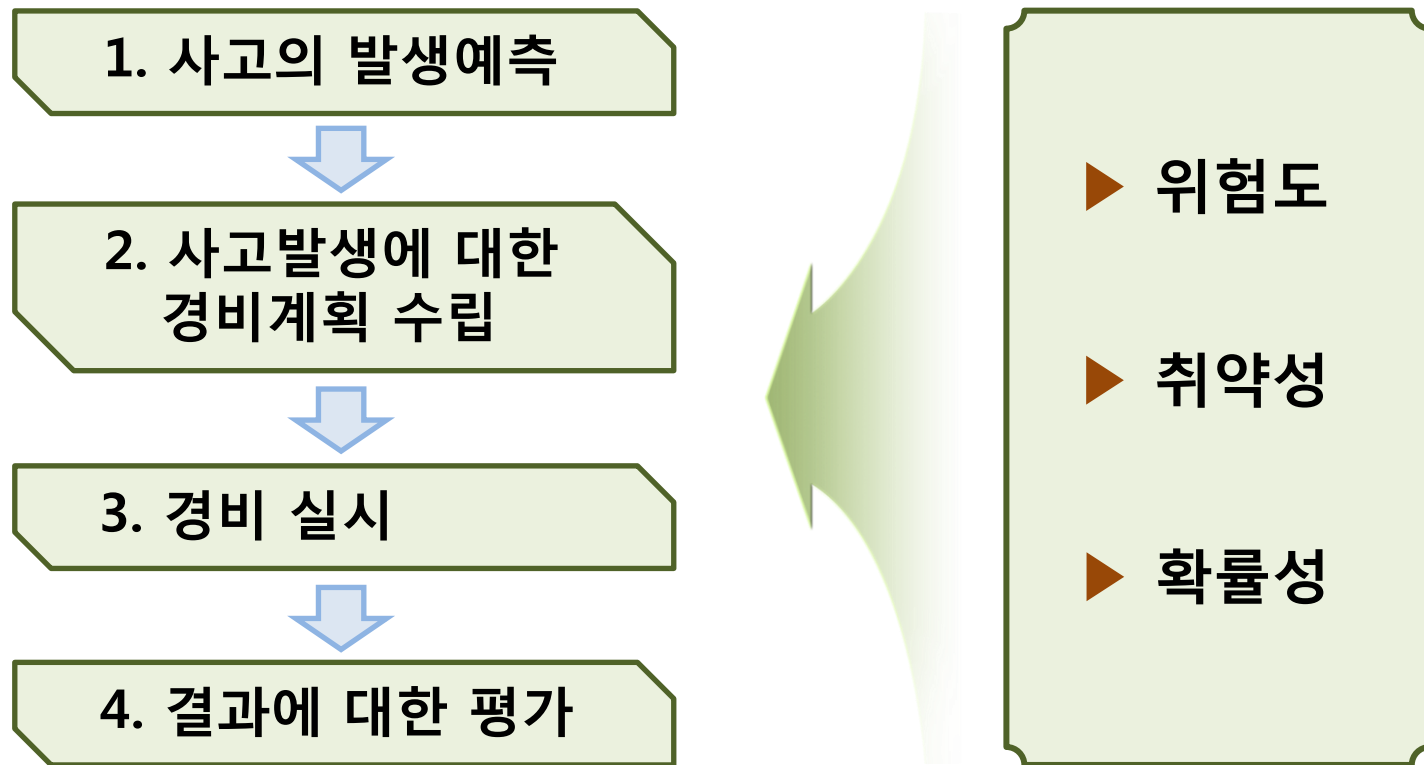 1. 사고의 발생예측
2. 사고발생에 대한
경비계획 수립
3. 경비 실시
4. 결과에 대한 평가
▶ 위험도
▶ 취약성
▶ 확률성